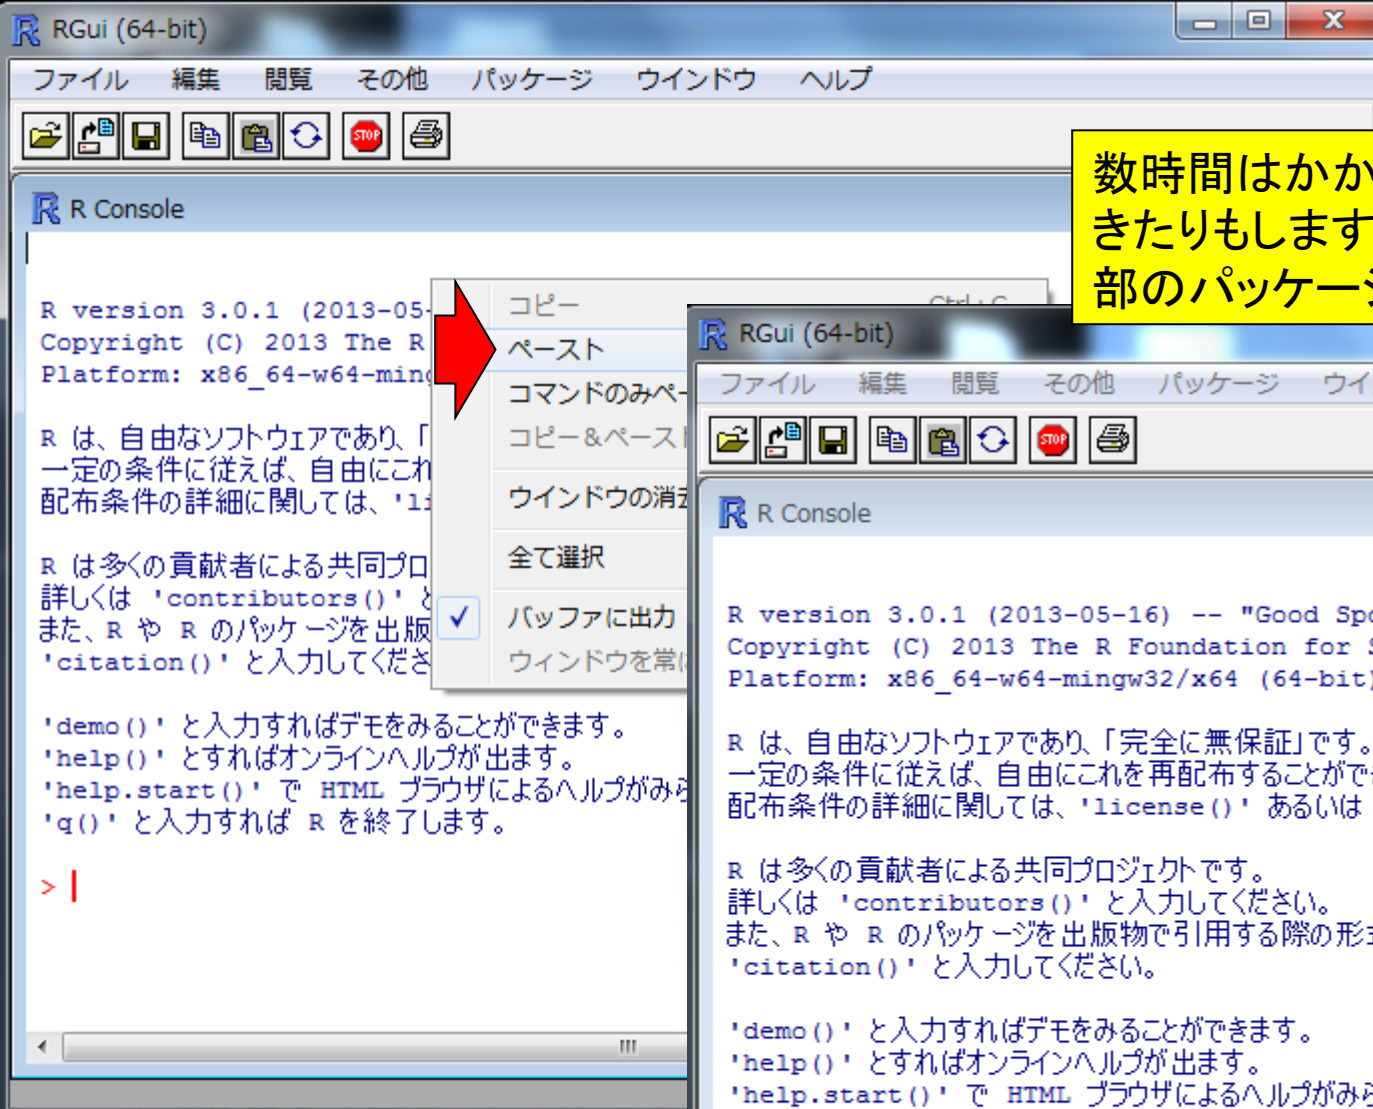 RGui (64-bit)
ファイル 編集 閲覧 その他 パッケージ ウインドウ ヘルプ
STOP
R Console
R version 3.0.1 (2013-05-
Copyright (C) 2013 The R
Platform: x86_64-w64-ming
R は、自由なソフトウェアであり、「
一定の条件に従えば、自由にこれ
配布条件の詳細に関しては、'li
R は多くの貢献者による共同プロ
詳しくは 'contributors()' と
また、R や R のパッケージを出版
'citation()' と入力してくださ
'demo()' と入力すればデモをみることができます。
'help()' とすればオンラインヘルプが出ます。
'help.start()' で HTML ブラウザによるヘルプがみら
'q()' と入力すれば R を終了します。
>
コピー Ctrl+C
ペースト
コマンドのみペー
コピー＆ペースト
ウインドウの消去
全て選択
バッファに出力
ウィンドウを常に
数時間はかか
きたりもします
部のパッケージ
RGui (64-bit)
ファイル 編集 閲覧 その他 パッケージ ウイ
STOP
R Console
R version 3.0.1 (2013-05-16) -- "Good Spo
Copyright (C) 2013 The R Foundation for S
Platform: x86_64-w64-mingw32/x64 (64-bit)
R は、自由なソフトウェアであり、「完全に無保証」です。
一定の条件に従えば、自由にこれを再配布することができ
配布条件の詳細に関しては、'license()' あるいは
R は多くの貢献者による共同プロジェクトです。
詳しくは 'contributors()' と入力してください。
また、R や R のパッケージを出版物で引用する際の形式
'citation()' と入力してください。
'demo()' と入力すればデモをみることができます。
'help()' とすればオンラインヘルプが出ます。
'help.start()' で HTML ブラウザによるヘルプがみら